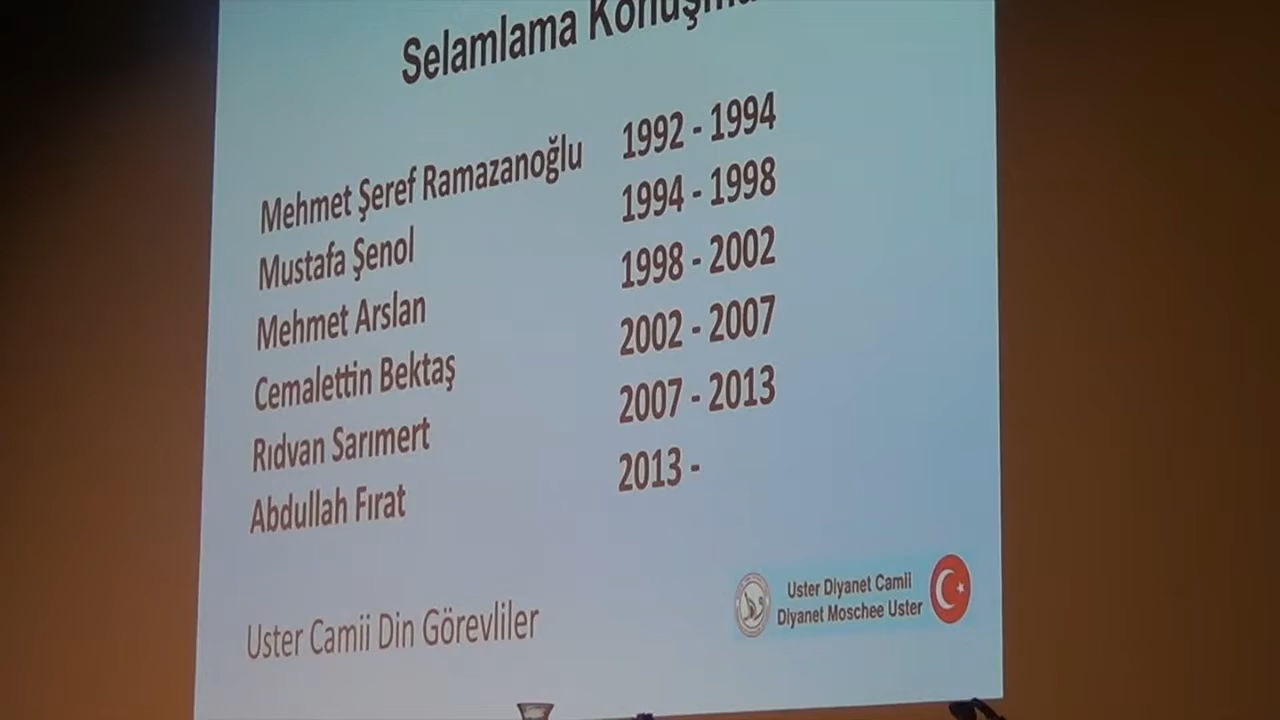 Selamlama
Mehmet Şeref Ramazanoğlu 1992 - 1994
Mustafa Şenol 1994 - 1998
Mehmet Arslan 1998 - 2002
Cemalettin Bektaş 2002 - 2007
Rıdvan Sarımert 2007 - 2013
Abdullah Fırat 2013 -
Uster Camii Din Görevliler
Uster Diyanet Camii
Diyanet Moschee Uster